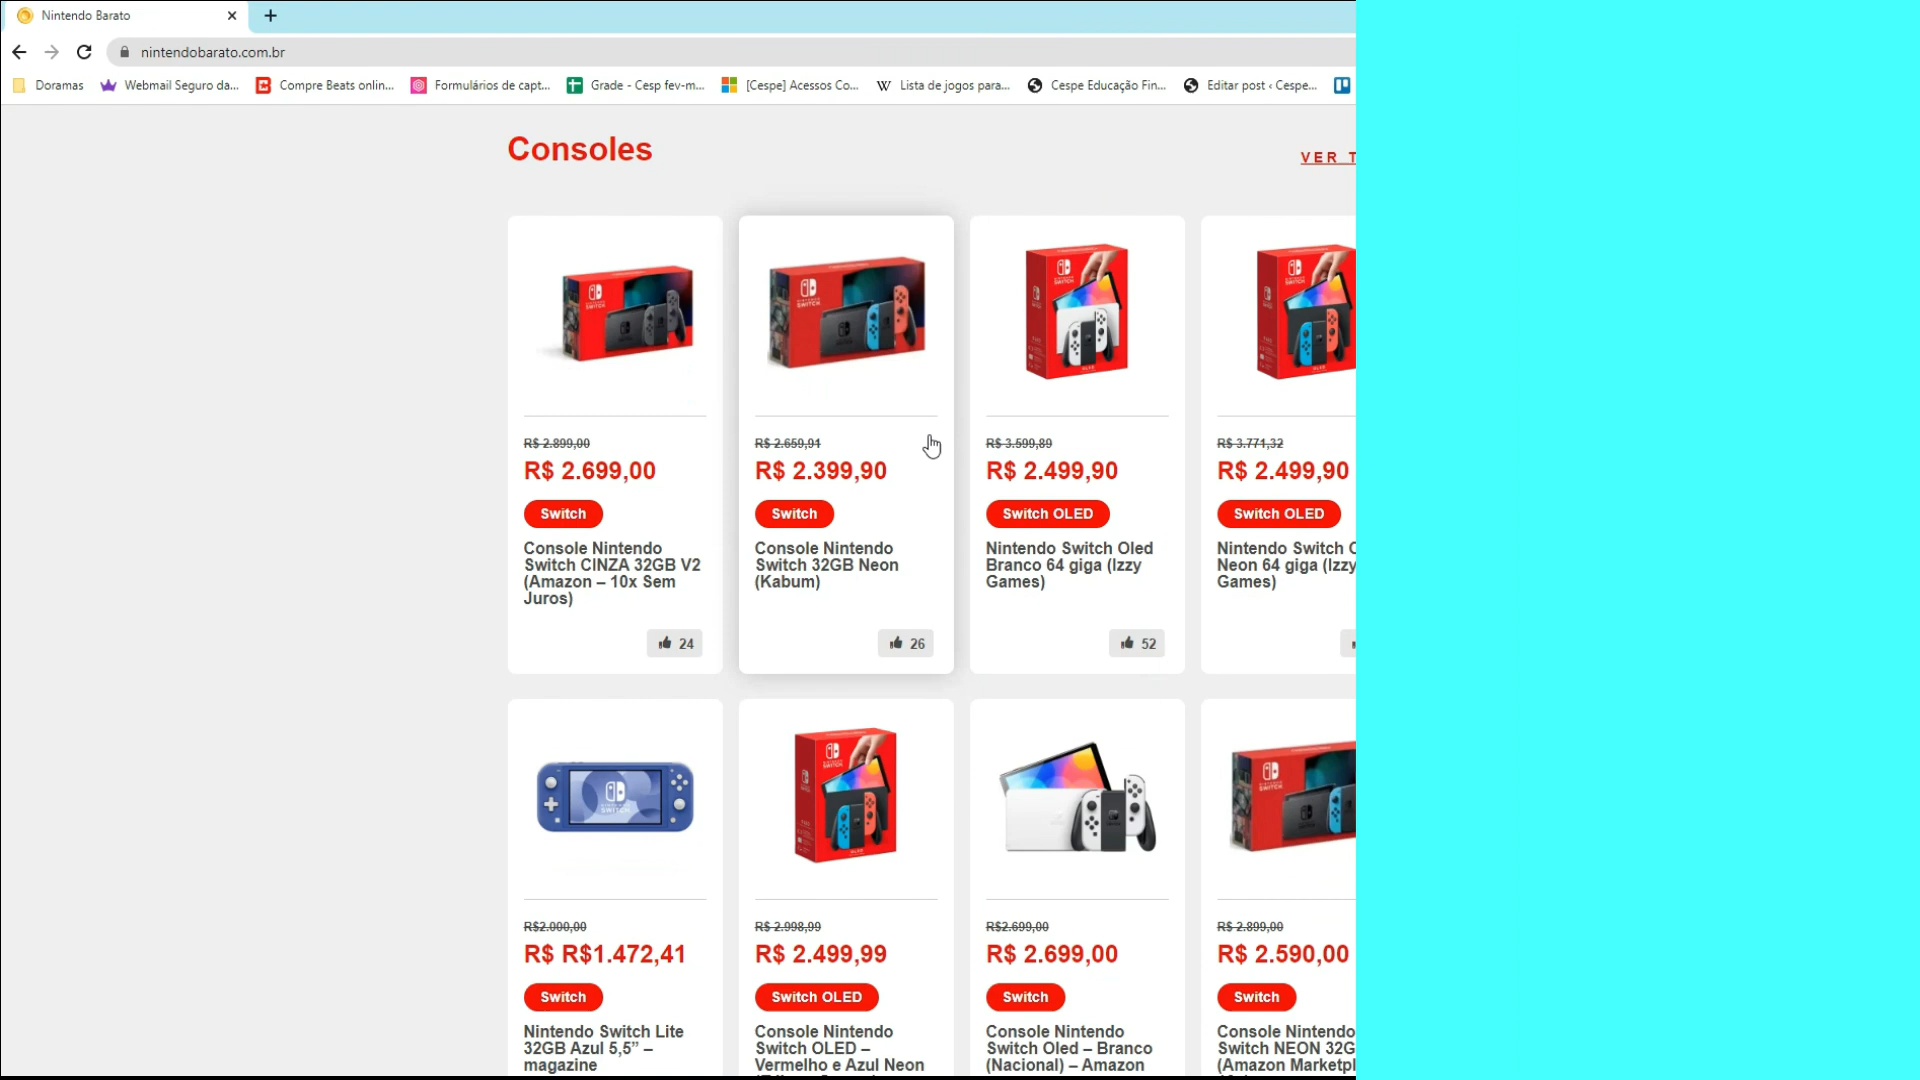 Nintendo Barato
nintendobarato.com.br
Doramas Webmail Seguro da... Compre Beats onlin... Formulários de capt... Grade - Cesp fev-m... [Cespe] Acessos Co... Lista de jogos para... Cespe Educação Fin... Editar post ‹ Cespe...
Consoles
VER T
R$ 2.899,00
R$ 2.699,00
Switch
Console Nintendo
Switch CINZA 32GB V2
(Amazon – 10x Sem
Juros)
24
R$ 2.659,91
R$ 2.399,90
Switch
Console Nintendo
Switch 32GB Neon
(Kabum)
26
R$ 3.599,89
R$ 2.499,90
Switch OLED
Nintendo Switch Oled
Branco 64 giga (Izzy
Games)
52
R$ 3.771,32
R$ 2.499,90
Switch OLED
Nintendo Switch O
Neon 64 giga (Izzy
Games)
R$2.000,00
R$ R$1.472,41
Switch
Nintendo Switch Lite
32GB Azul 5,5” –
magazine
R$ 2.998,99
R$ 2.499,99
Switch OLED
Console Nintendo
Switch OLED –
Vermelho e Azul Neon
R$2.699,00
R$ 2.699,00
Switch
Console Nintendo
Switch Oled – Branco
(Nacional) – Amazon
R$ 2.899,00
R$ 2.590,00
Switch
Console Nintendo
Switch NEON 32G
(Amazon Marketpl